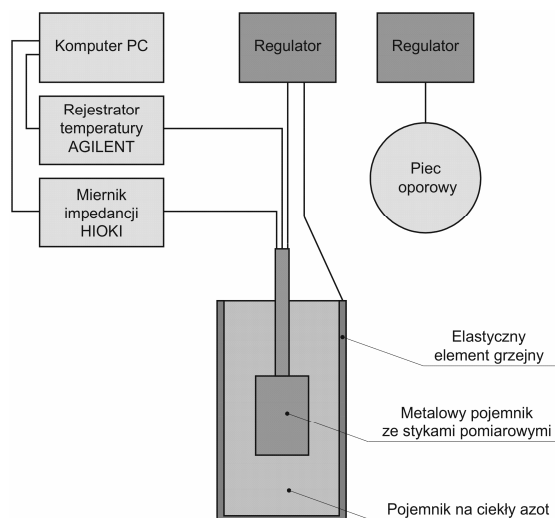 Komputer PC
Regulator
Regulator
Rejestrator
temperatury
AGILENT
Piec
oporowy
Miernik
impedancji
HIOKI
Elastyczny
element grzejny
Metalowy pojemnik
ze stykami pomiarowymi
Pojemnik na ciekły azot